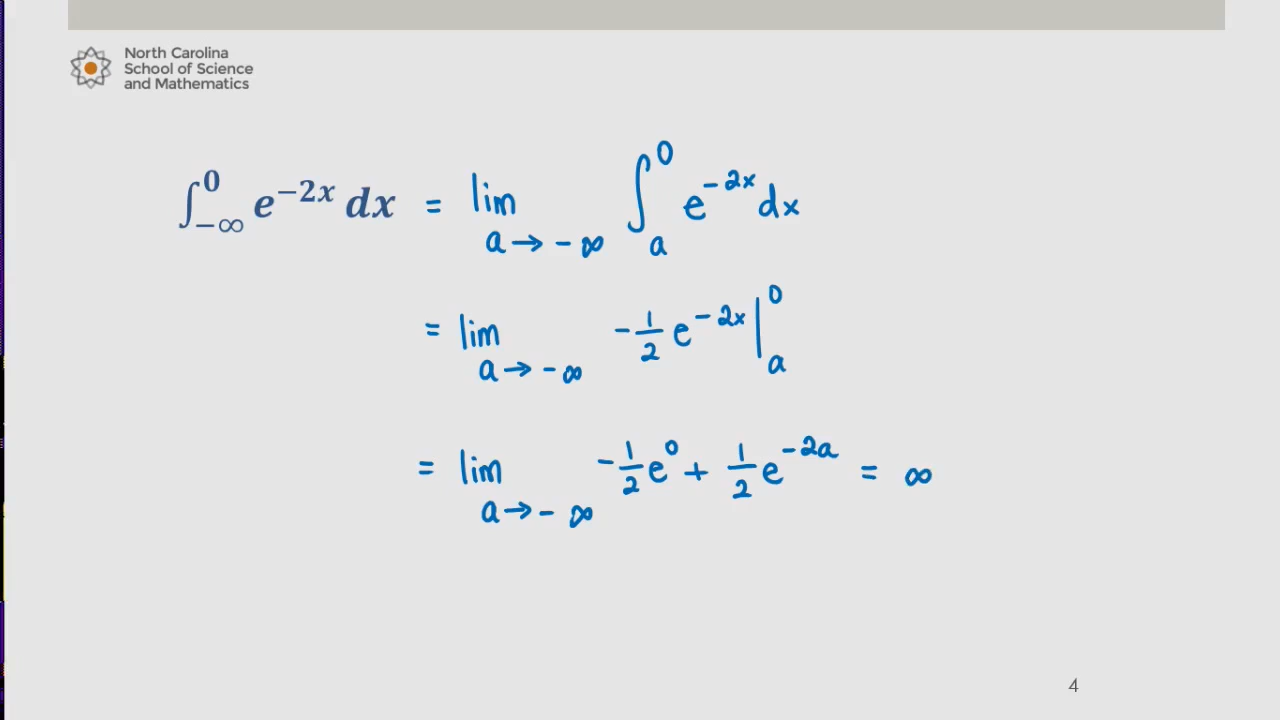 North Carolina
School of Science
and Mathematics
∫_{-∞}^{0} e^{-2x} dx = lim_{a→-∞} ∫_{a}^{0} e^{-2x} dx
= lim_{a→-∞} -1/2 e^{-2x} |_{a}^{0}
= lim_{a→-∞} -1/2 e^{0} + 1/2 e^{-2a} = ∞
4